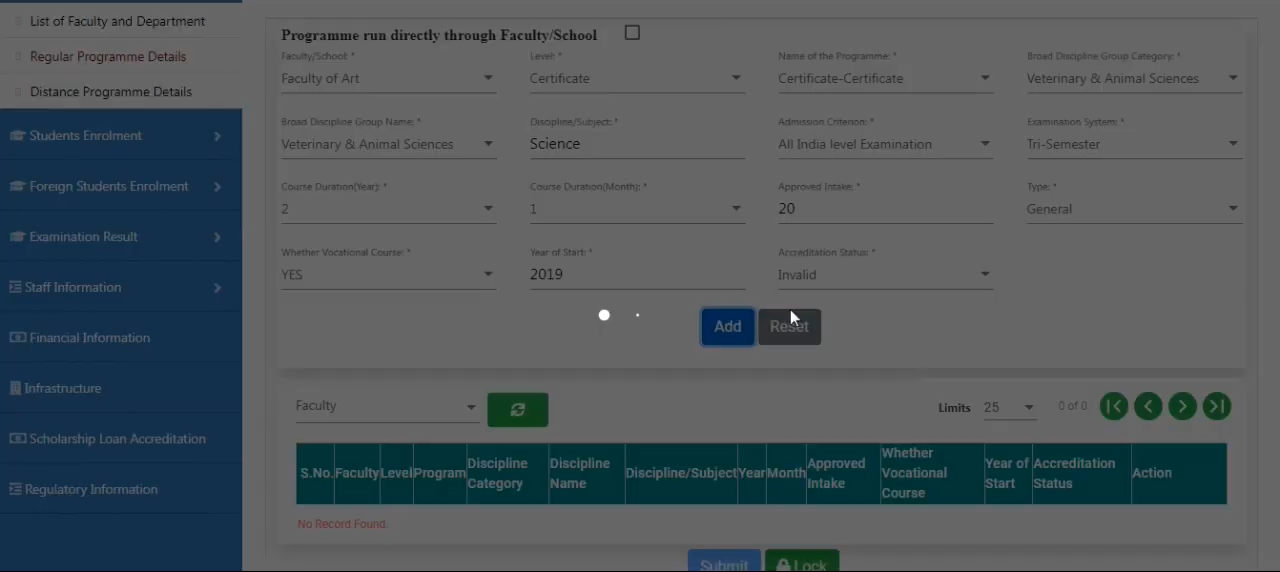 List of Faculty and Department
Regular Programme Details
Distance Programme Details
Students Enrolment
Foreign Students Enrolment
Examination Result
Staff Information
Financial Information
Infrastructure
Scholarship Loan Accreditation
Regulatory Information
Programme run directly through Faculty/School
Faculty/School: * Level: * Name of the Programme: * Broad Discipline Group Category: *
Faculty of Art Certificate Certificate-Certificate Veterinary & Animal Sciences
Broad Discipline Group Name: * Discipline/Subject: * Admission Criterion: * Examination System: *
Veterinary & Animal Sciences Science All India level Examination Tri-Semester
Course Duration(Year): * Course Duration(Month): * Approved Intake: * Type: *
2 1 20 General
Whether Vocational Course: * Year of Start: * Accreditation Status: *
YES 2019 Invalid
Add Reset
Faculty Limits 25 0 of 0
S.No. Faculty Level Program Discipline Category Discipline Name Discipline/Subject Year Month Approved Intake Whether Vocational Course Year of Start Accreditation Status Action
No Record Found.
Submit Lock